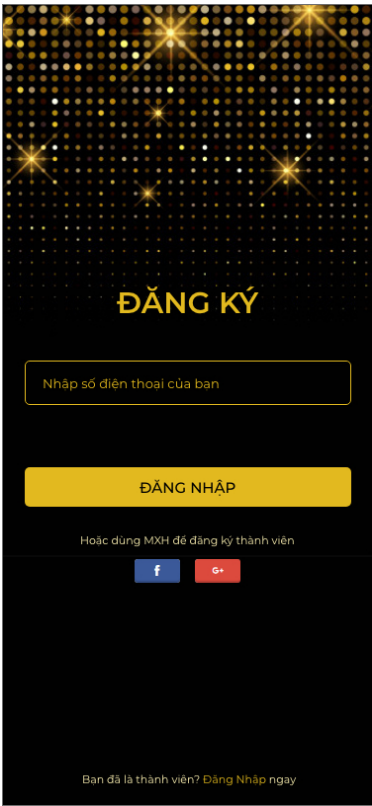 ĐĂNG KÝ
Nhập số điện thoại của bạn
ĐĂNG NHẬP
Hoặc dùng MXH để đăng ký thành viên
f
G+
Bạn đã là thành viên? Đăng Nhập ngay